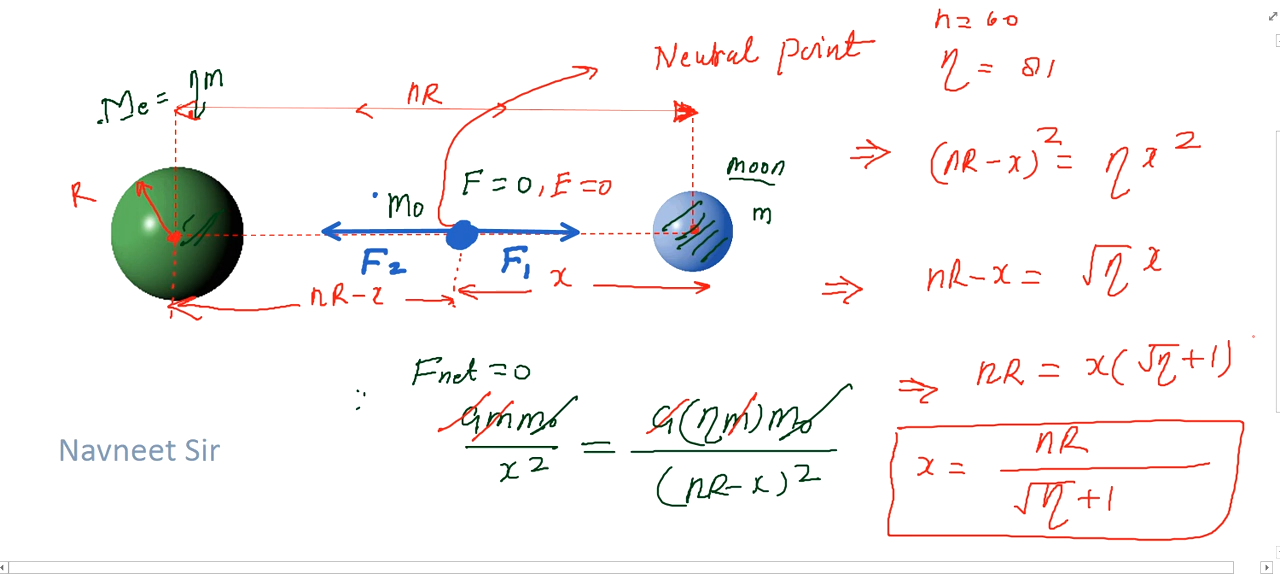 n = 60
Neutral point
η = 81
Me = ηm
nR
⇒ (nR-x)² = ηx²
moon
m
R
F = 0, E = 0
m₀
F₂
F₁
nR-x
x
⇒ nR-x = √η x
Fnet = 0
⇒ nR = x(√η+1)
∴ Gmm₀/x² = G(ηm)m₀/(nR-x)²
x = nR/(√η+1)
Navneet Sir